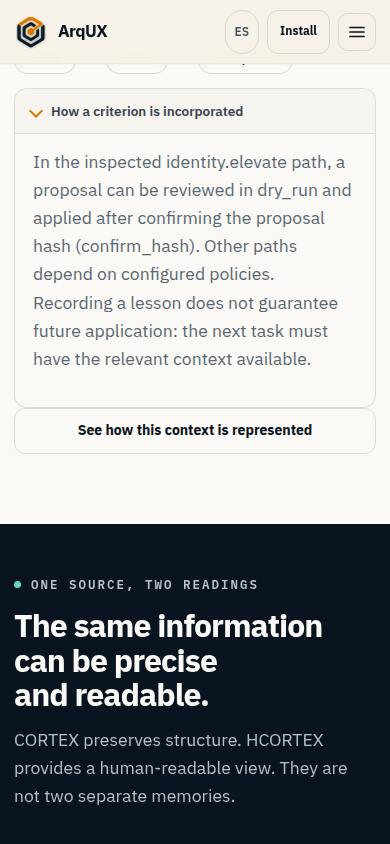 ArqUX
ES
Install
How a criterion is incorporated
In the inspected identity.elevate path, a
proposal can be reviewed in dry_run and
applied after confirming the proposal
hash (confirm_hash). Other paths
depend on configured policies.
Recording a lesson does not guarantee
future application: the next task must
have the relevant context available.
See how this context is represented
ONE SOURCE, TWO READINGS
The same information
can be precise
and readable.
CORTEX preserves structure. HCORTEX
provides a human-readable view. They are
not two separate memories.